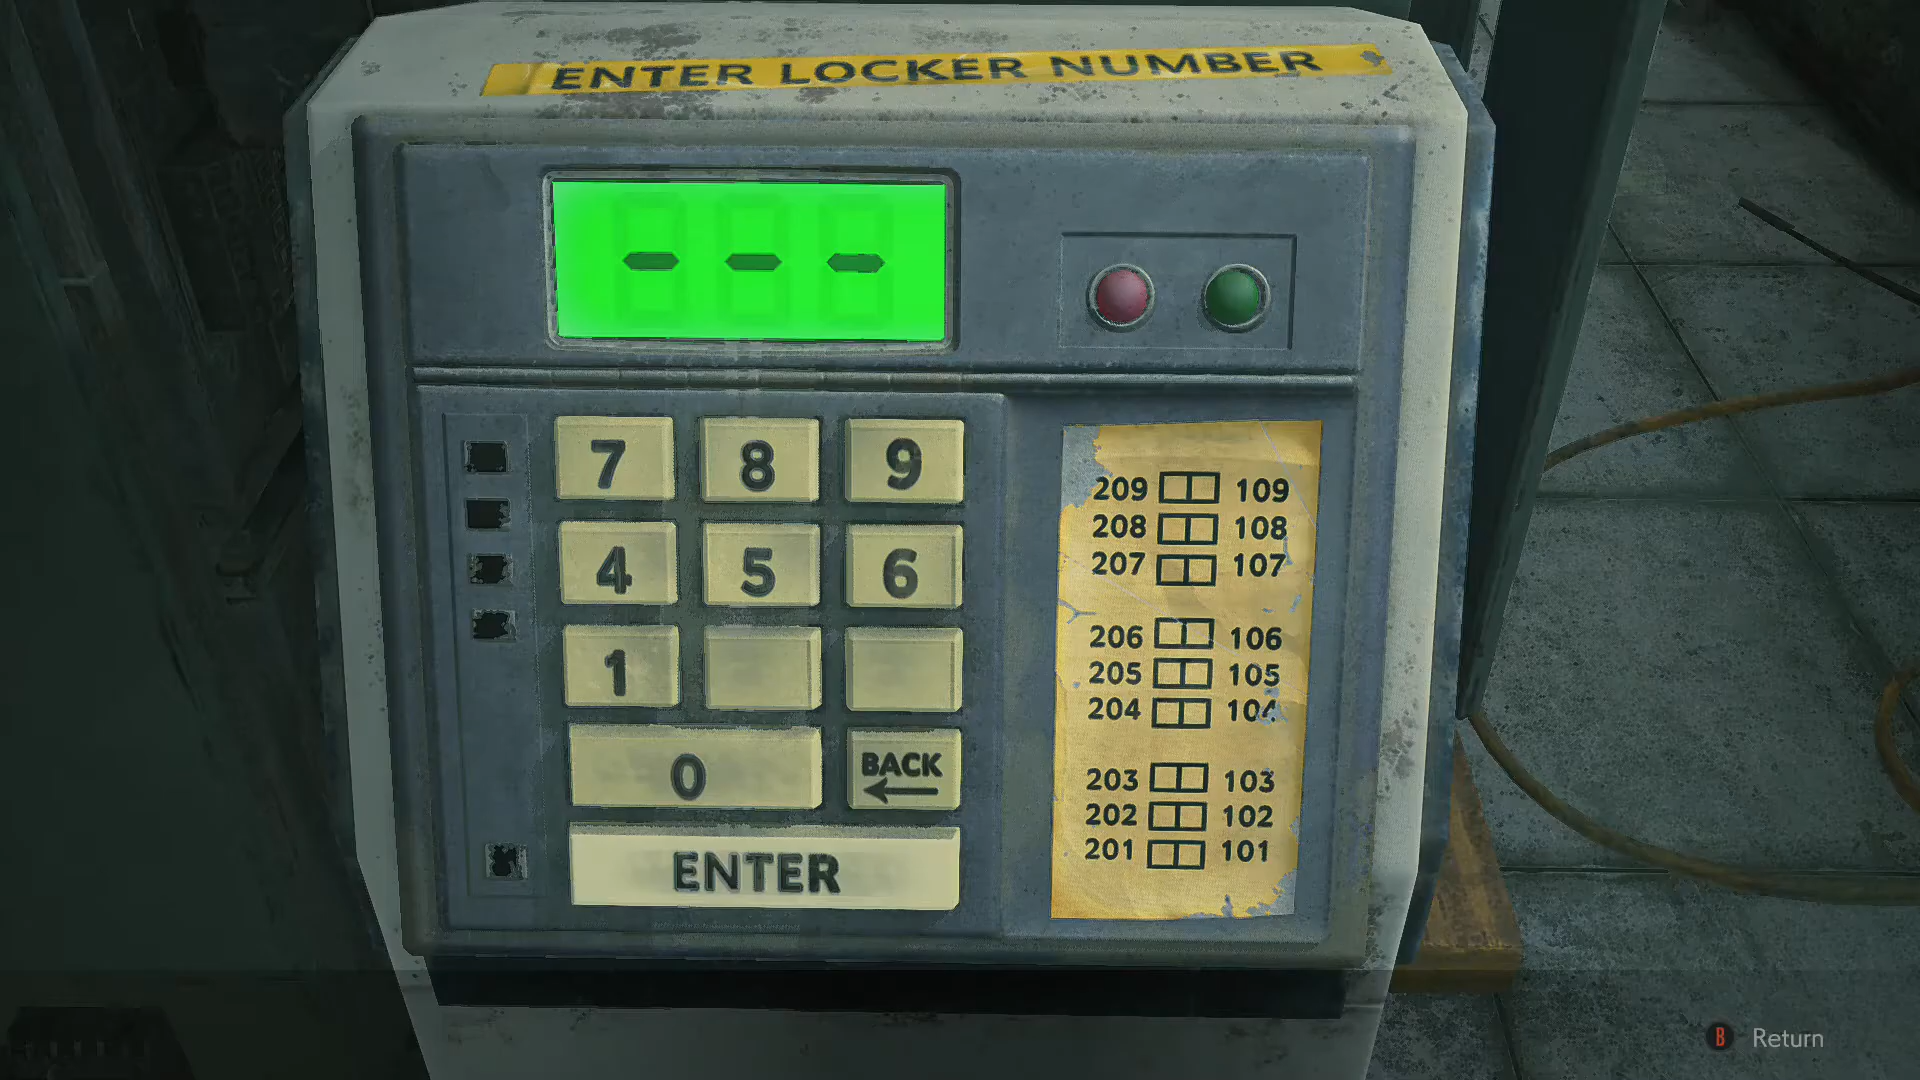 ENTER LOCKER NUMBER
- - -
7 8 9
4 5 6
1
0 BACK
ENTER
209 109
208 108
207 107
206 106
205 105
204 104
203 103
202 102
201 101
B Return